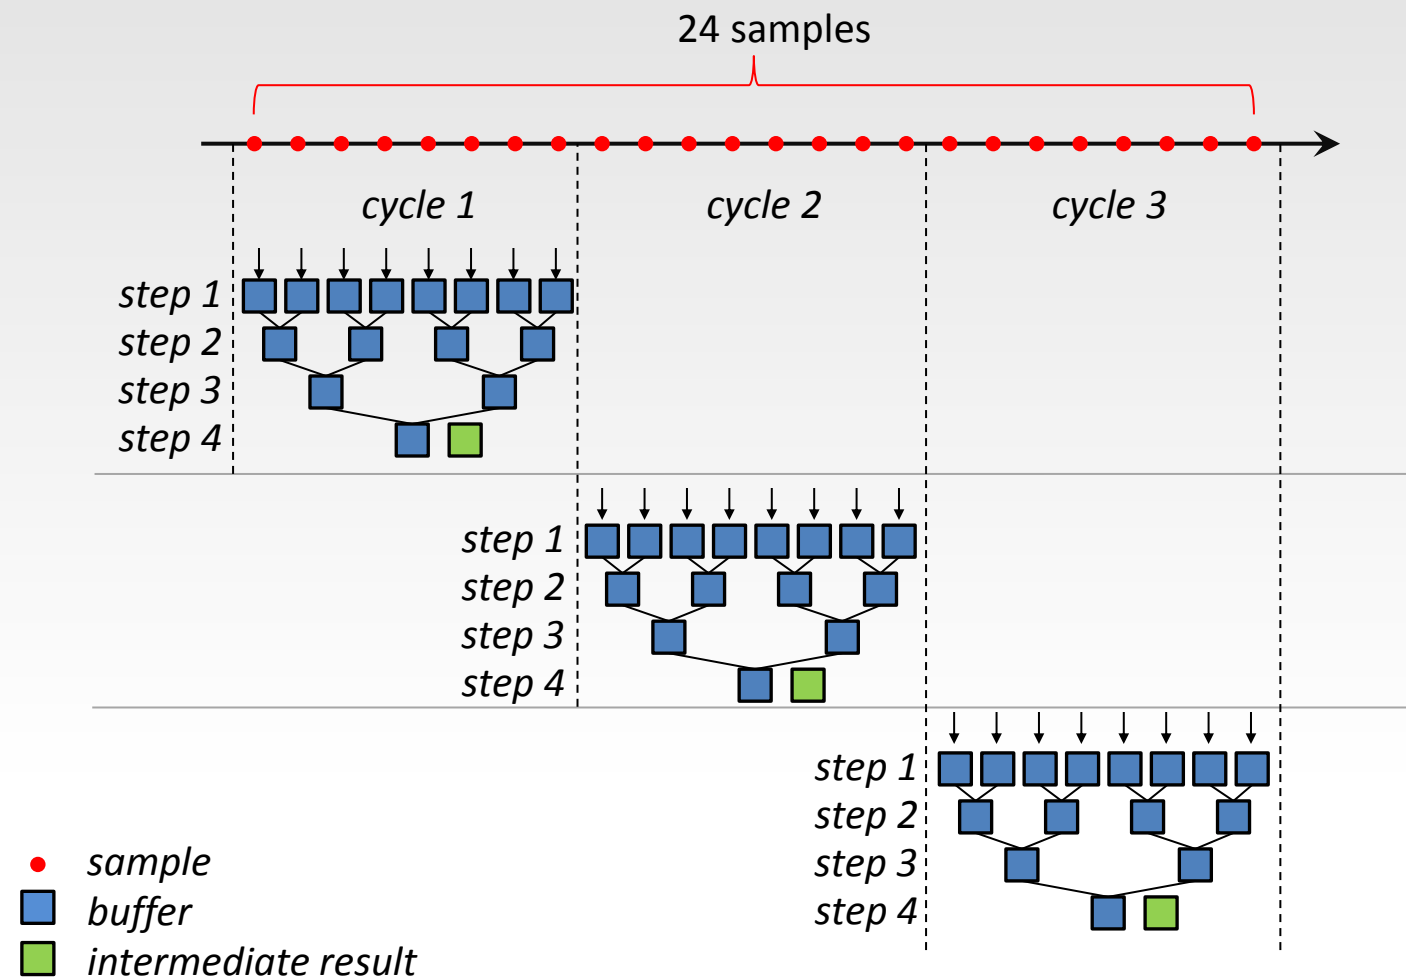 24 samples
cycle 1
cycle 2
cycle 3
step 1
step 2
step 3
step 4
step 1
step 2
step 3
step 4
step 1
step 2
step 3
step 4
sample
buffer
intermediate result